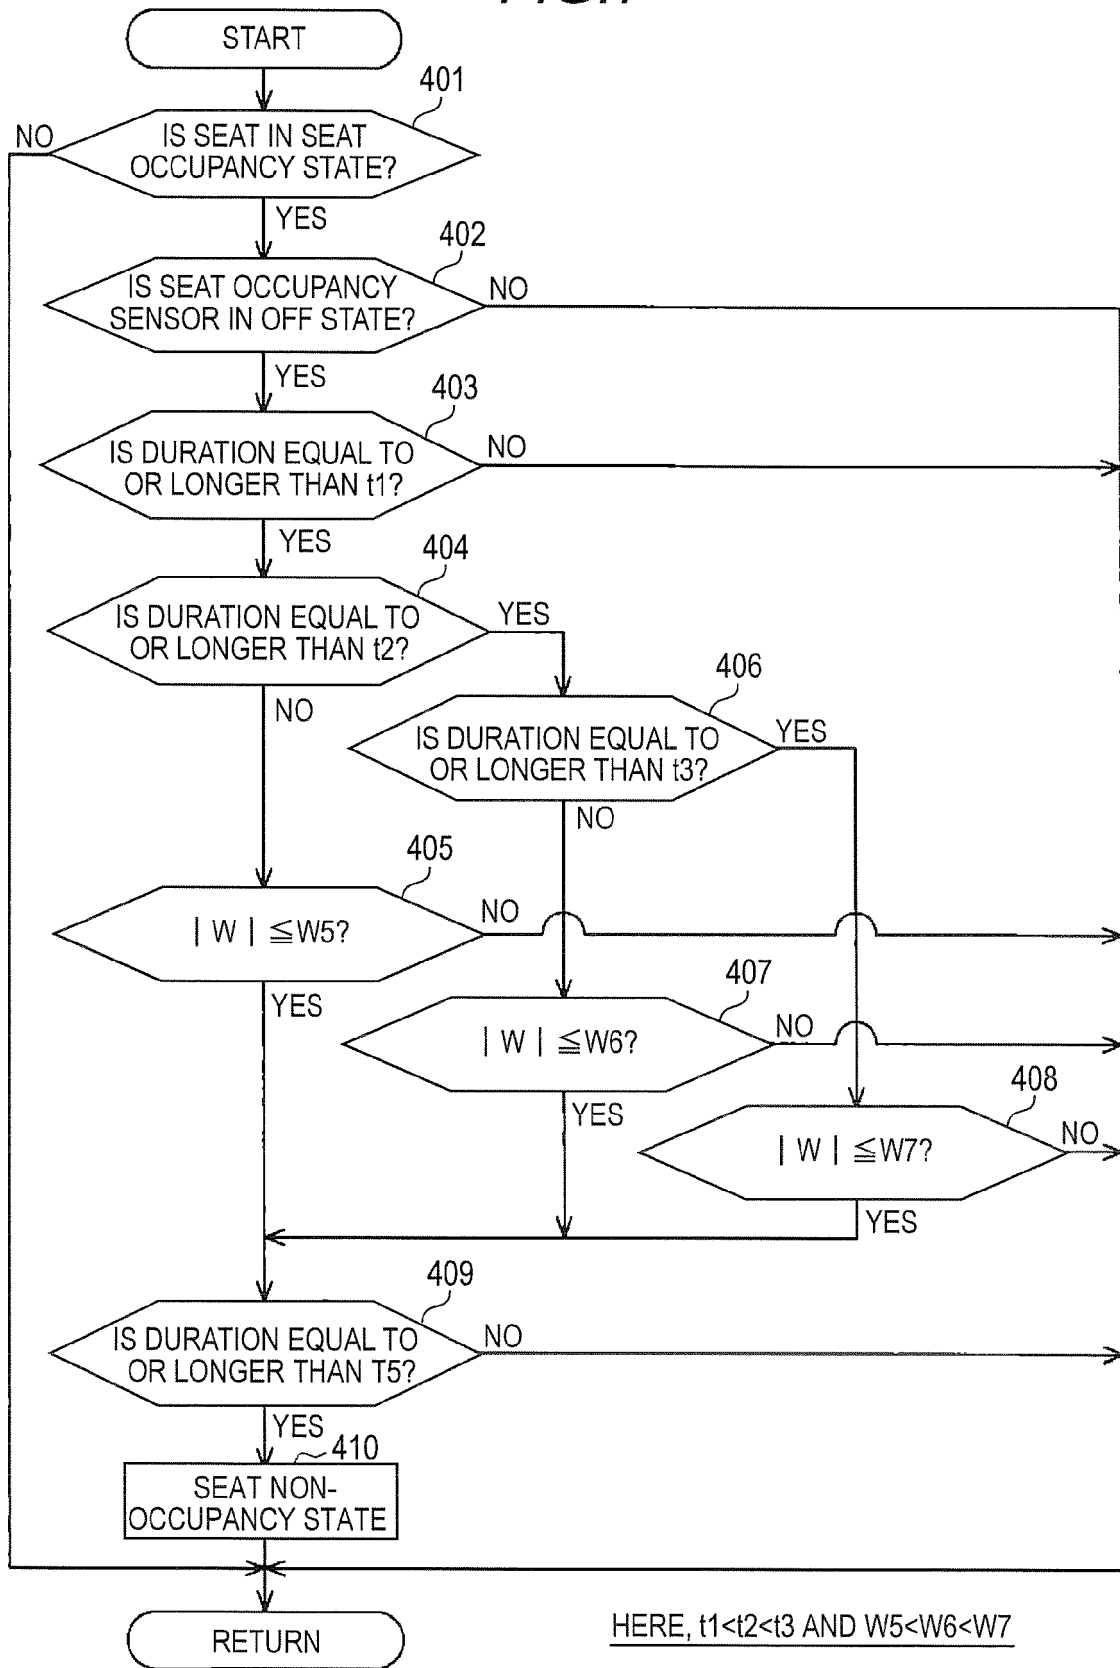 START
401
NO
IS SEAT IN SEAT
OCCUPANCY STATE?
YES
402
IS SEAT OCCUPANCY
SENSOR IN OFF STATE?
NO
YES
403
IS DURATION EQUAL TO
OR LONGER THAN t1?
NO
YES
404
IS DURATION EQUAL TO
OR LONGER THAN t2?
YES
NO
406
IS DURATION EQUAL TO
OR LONGER THAN t3?
YES
NO
405
| W | ≦W5?
NO
YES
407
| W | ≦W6?
NO
YES
408
| W | ≦W7?
NO
YES
409
IS DURATION EQUAL TO
OR LONGER THAN T5?
NO
YES
410
SEAT NON-
OCCUPANCY STATE
RETURN
HERE, t1<t2<t3 AND W5<W6<W7